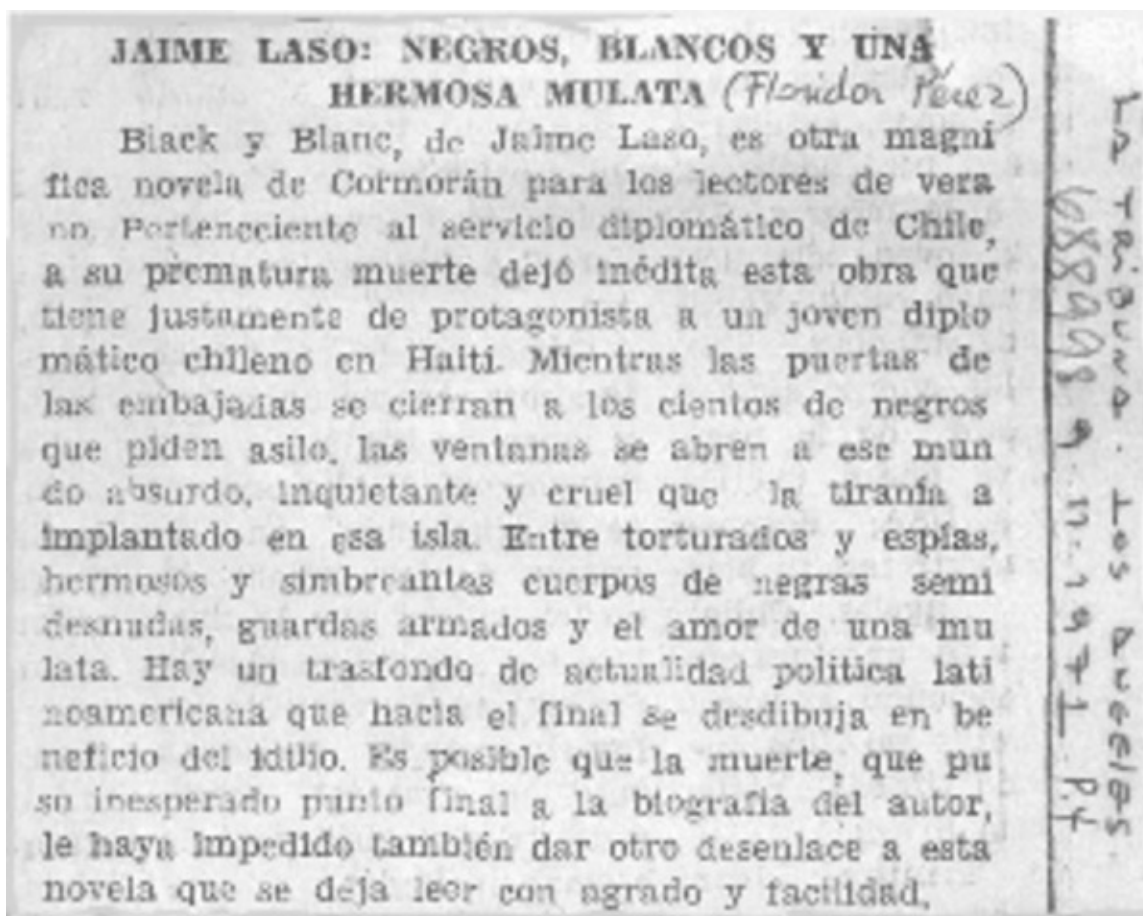 JAIME LASO: NEGROS, BLANCOS Y UNA
HERMOSA MULATA (Floridor Pérez)
Black y Blanc, de Jaime Laso, es otra magni
fica novela de Cormorán para los lectores de vera
no. Perteneciente al servicio diplomático de Chile,
a su prematura muerte dejó inédita esta obra que
tiene justamente de protagonista a un joven diplo
mático chileno en Haití. Mientras las puertas de
las embajadas se cierran a los cientos de negros
que piden asilo, las ventanas se abren a ese mun
do absurdo, inquietante y cruel que la tiranía a
implantado en esa isla. Entre torturados y espías,
hermosos y simbreantes cuerpos de negras semi
desnudas, guardas armados y el amor de una mu
lata. Hay un trasfondo de actualidad política lati
noamericana que hacia el final se desdibuja en be
neficio del idilio. Es posible que la muerte, que pu
so inesperado punto final a la biografía del autor,
le haya impedido también dar otro desenlace a esta
novela que se deja leer con agrado y facilidad.
LA TRIBUNA. LOS ANGELES.
9. 1971 P.